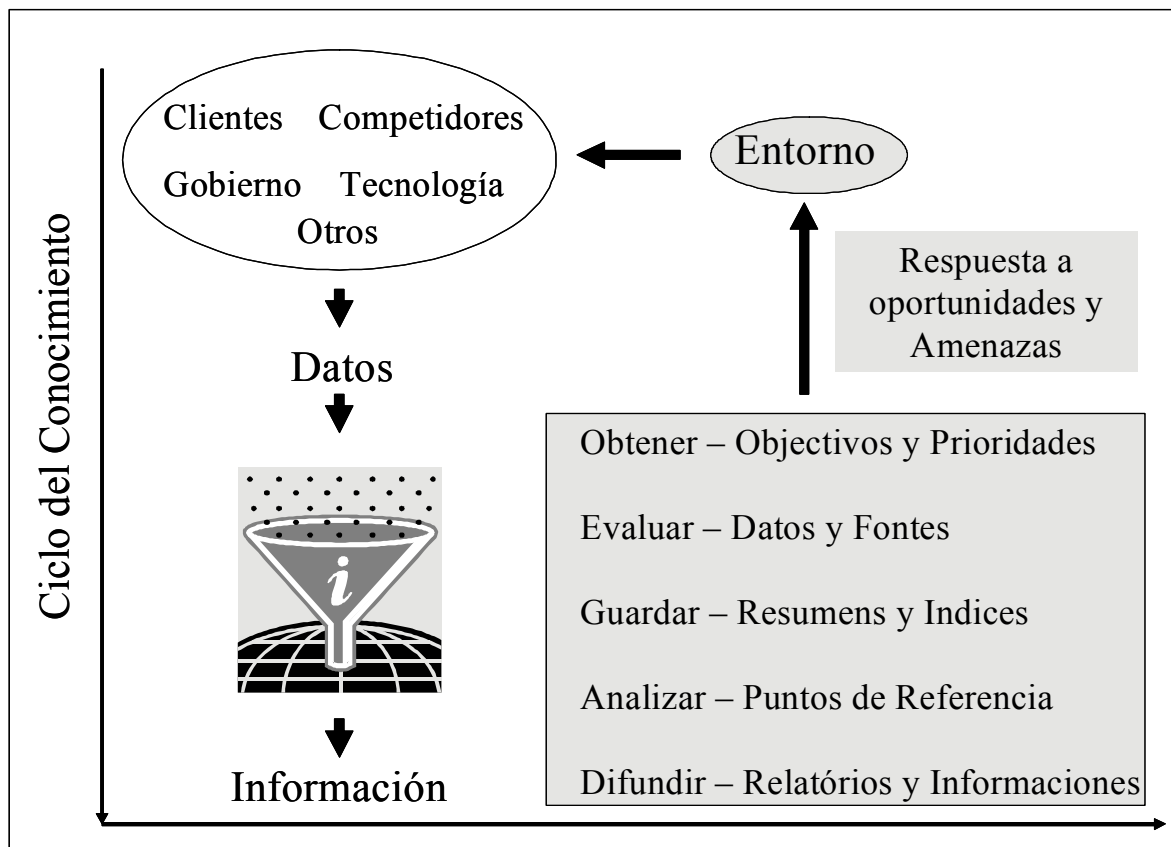 Ciclo del Conocimiento
Clientes Competidores
Gobierno Tecnología
Otros
Datos
i
Información
Entorno
Respuesta a
oportunidades y
Amenazas
Obtener – Objectivos y Prioridades
Evaluar – Datos y Fontes
Guardar – Resumens y Indices
Analizar – Puntos de Referencia
Difundir – Relatórios y Informaciones